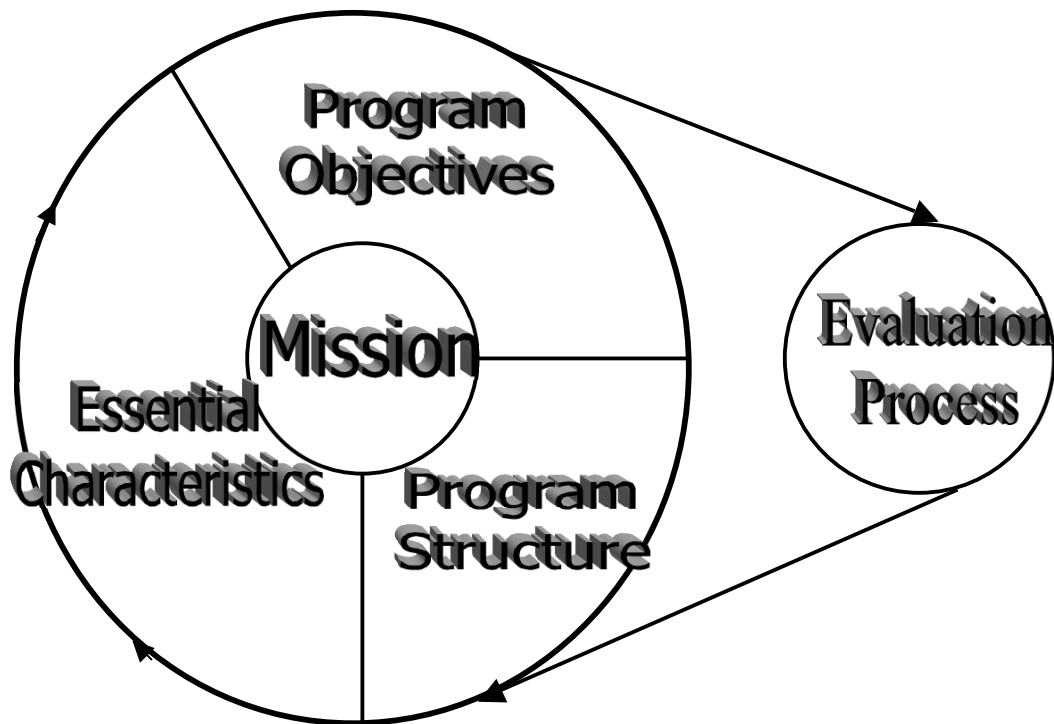 Program
Objectives
Mission
Evaluation
Process
Essential
Characteristics
Program
Structure